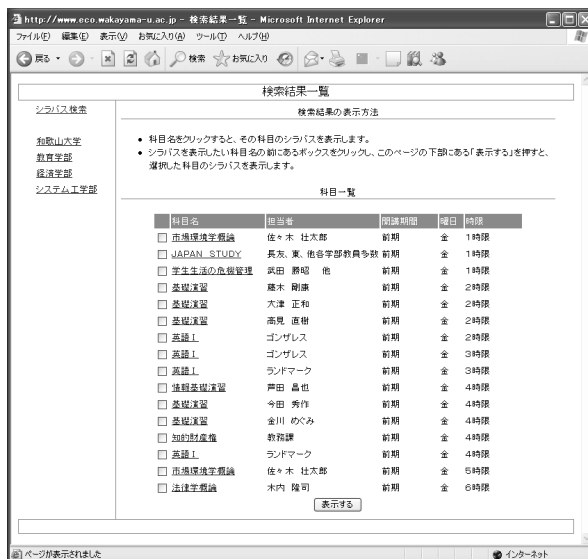 http://www.eco.wakayama-u.ac.jp - 検索結果一覧 - Microsoft Internet Explorer
ファイル(F) 編集(E) 表示(V) お気に入り(A) ツール(T) ヘルプ(H)
戻る 検索 お気に入り
検索結果一覧
シラバス検索
和歌山大学
教育学部
経済学部
システム工学部
検索結果の表示方法
• 科目名をクリックすると、その科目のシラバスを表示します。
• シラバスを表示したい科目名の前にあるボックスをクリックし、このページの下部にある「表示する」を押すと、
選択した科目のシラバスを表示します。
科目一覧
科目名 担当者 開講期間 曜日 時限
市場環境学概論 佐々木 壮太郎 前期 金 1時限
JAPAN STUDY 長友、東、他各学部教員多数 前期 金 1時限
学生生活の危機管理 武田 勝昭 他 前期 金 1時限
基礎演習 藤木 剛康 前期 金 2時限
基礎演習 大津 正和 前期 金 2時限
基礎演習 高見 直樹 前期 金 2時限
英語Ⅰ ゴンザレス 前期 金 2時限
英語Ⅰ ゴンザレス 前期 金 3時限
英語Ⅰ ランドマーク 前期 金 3時限
情報基礎演習 芦田 昌也 前期 金 4時限
基礎演習 今田 秀作 前期 金 4時限
基礎演習 金川 めぐみ 前期 金 4時限
知的財産権 教務課 前期 金 4時限
英語Ⅰ ランドマーク 前期 金 4時限
市場環境学概論 佐々木 壮太郎 前期 金 5時限
法律学概論 木内 隆司 前期 金 6時限
表示する
ページが表示されました インターネット